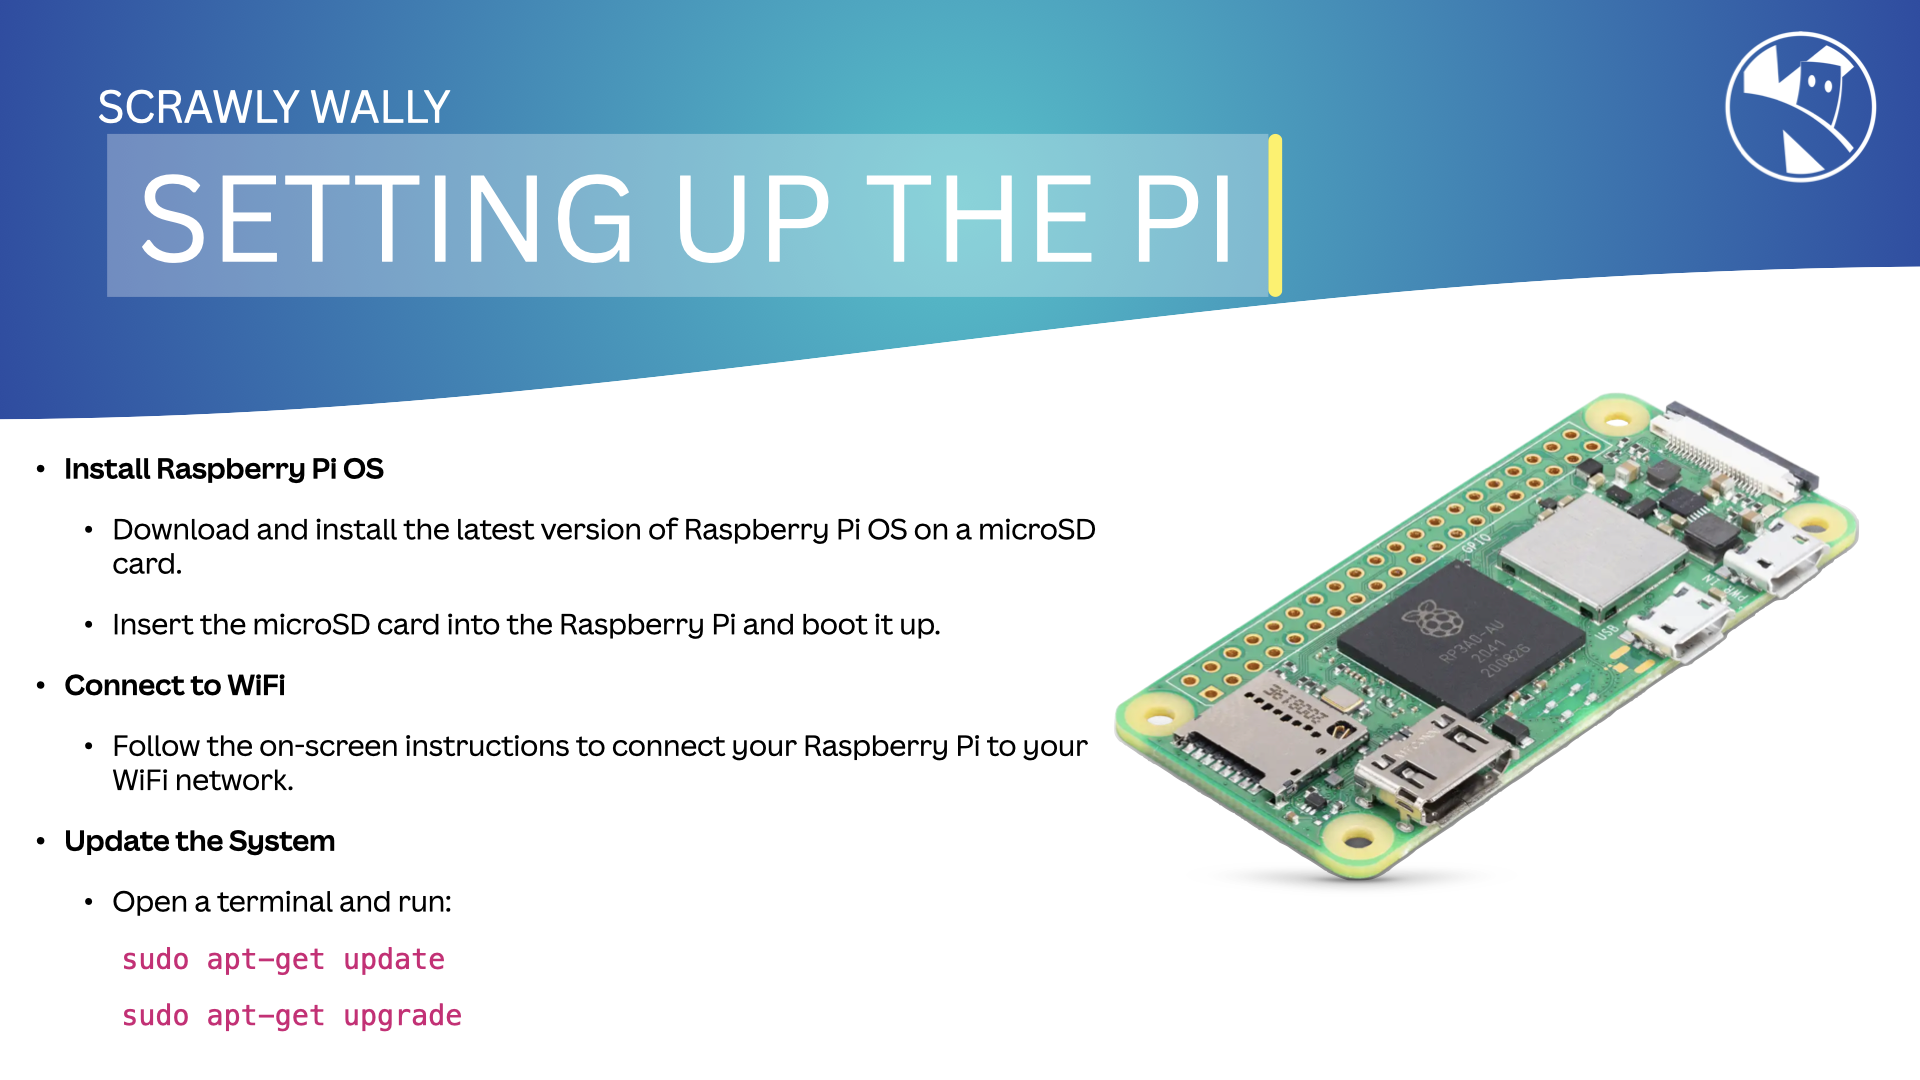 SCRAWLY WALLY
SETTING UP THE PI
• Install Raspberry Pi OS
• Download and install the latest version of Raspberry Pi OS on a microSD
card.
• Insert the microSD card into the Raspberry Pi and boot it up.
• Connect to WiFi
• Follow the on-screen instructions to connect your Raspberry Pi to your
WiFi network.
• Update the System
• Open a terminal and run:
sudo apt-get update
sudo apt-get upgrade
GPIO
RP3A0-AU
2041
200826
USB
PWR IN
200819E